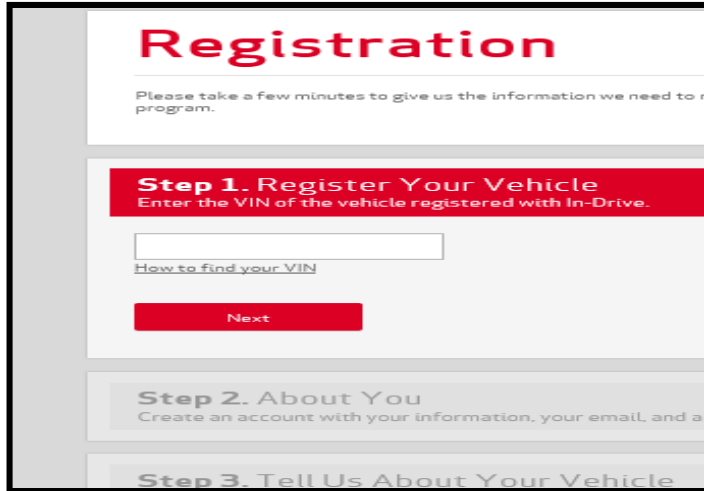 Registration
Please take a few minutes to give us the information we need to
program.
Step 1. Register Your Vehicle
Enter the VIN of the vehicle registered with In-Drive.
How to find your VIN
Next
Step 2. About You
Create an account with your information, your email, and a
Step 3. Tell Us About Your Vehicle